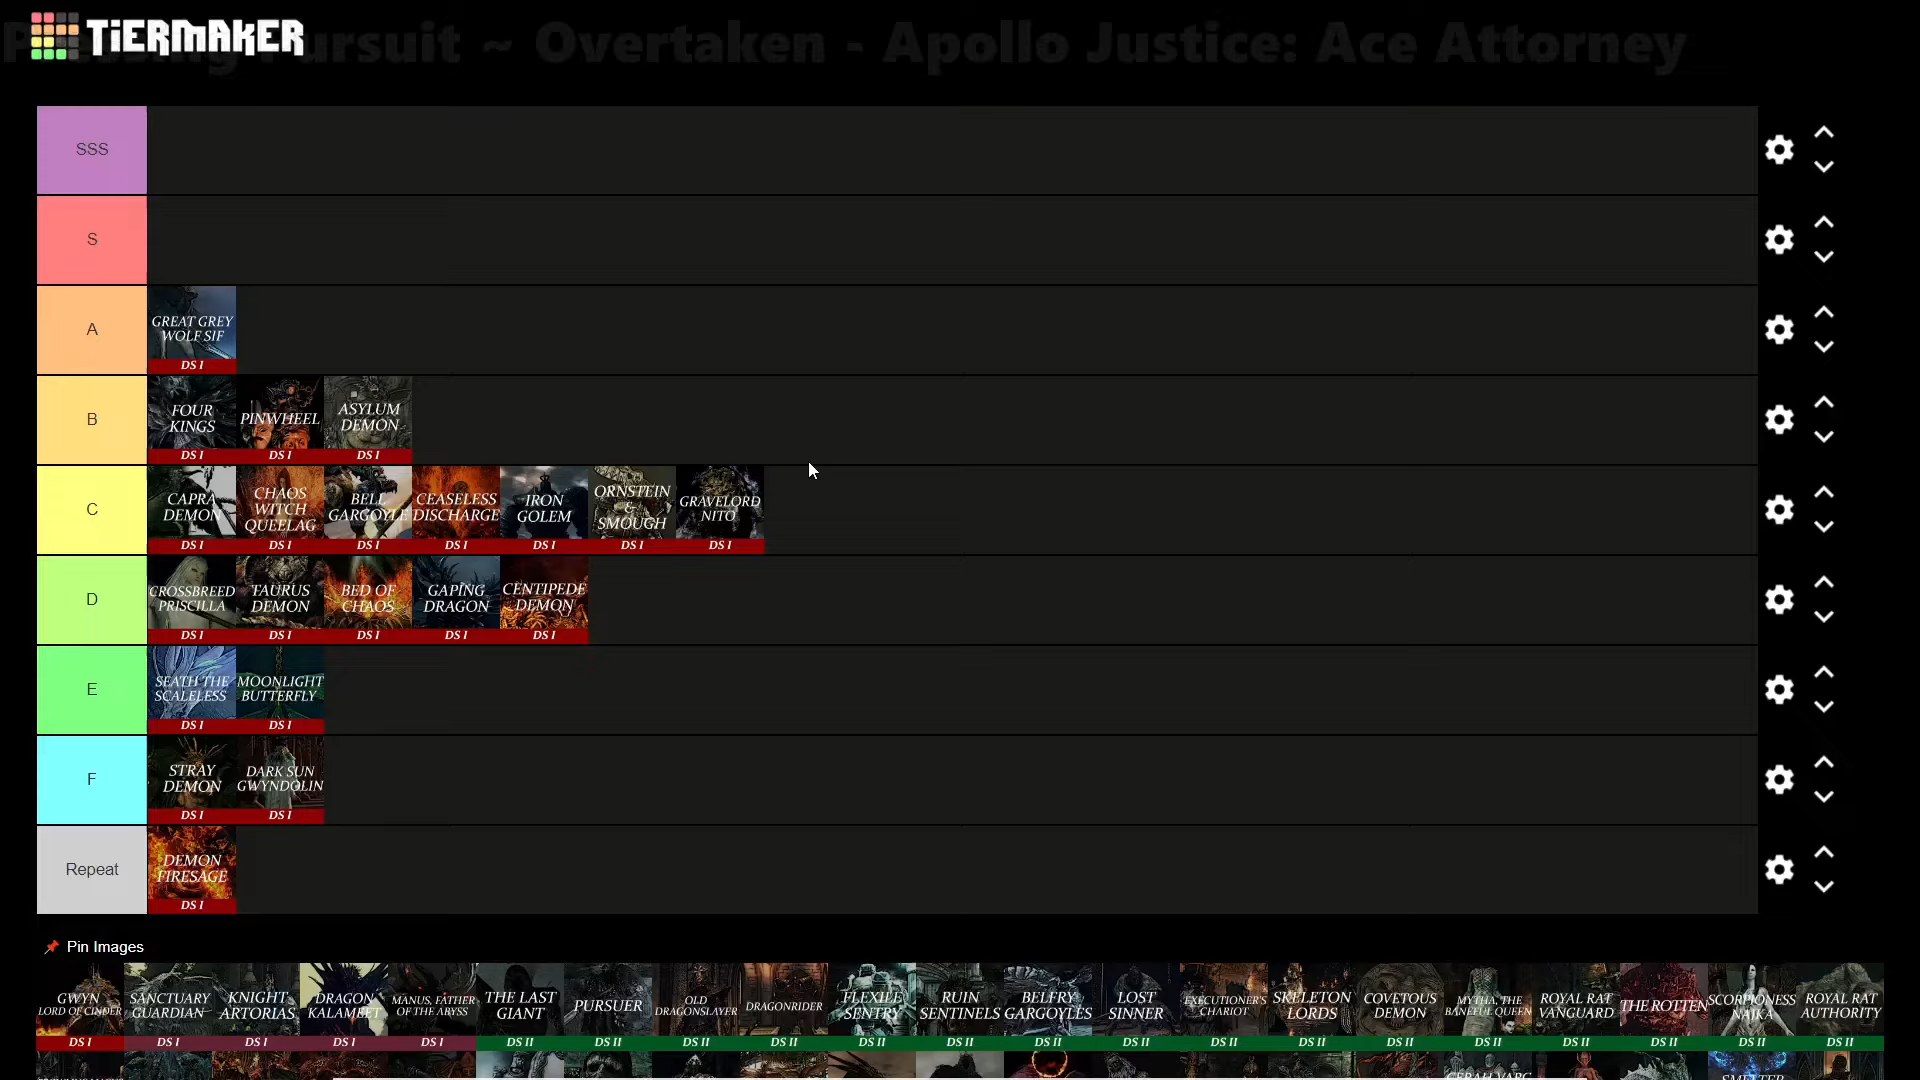 Pressing Pursuit ~ Overtaken - Apollo Justice: Ace Attorney
TiERMAKER
SSS
S
A
GREAT GREY
WOLF SIF
DS I
B
FOUR
KINGS
DS I
PINWHEEL
DS I
ASYLUM
DEMON
DS I
C
CAPRA
DEMON
DS I
CHAOS
WITCH
QUEELAG
DS I
BELL
GARGOYLE
DS I
CEASELESS
DISCHARGE
DS I
IRON
GOLEM
DS I
ORNSTEIN
&
SMOUGH
DS I
GRAVELORD
NITO
DS I
D
CROSSBREED
PRISCILLA
DS I
TAURUS
DEMON
DS I
BED OF
CHAOS
DS I
GAPING
DRAGON
DS I
CENTIPEDE
DEMON
DS I
E
SEATH THE
SCALELESS
DS I
MOONLIGHT
BUTTERFLY
DS I
F
STRAY
DEMON
DS I
DARK SUN
GWYNDOLIN
DS I
Repeat
DEMON
FIRESAGE
DS I
Pin Images
GWYN
LORD OF CINDER
DS I
SANCTUARY
GUARDIAN
DS I
KNIGHT
ARTORIAS
DS I
DRAGON
KALAMEET
DS I
MANUS, FATHER
OF THE ABYSS
DS I
THE LAST
GIANT
DS II
PURSUER
DS II
OLD
DRAGONSLAYER
DS II
DRAGONRIDER
DS II
FLEXILE
SENTRY
DS II
RUIN
SENTINELS
DS II
BELFRY
GARGOYLES
DS II
LOST
SINNER
DS II
EXECUTIONER'S
CHARIOT
DS II
SKELETON
LORDS
DS II
COVETOUS
DEMON
DS II
MYTHA, THE
BANEFUL QUEEN
DS II
ROYAL RAT
VANGUARD
DS II
THE ROTTEN
DS II
SCORPIONESS
NAJKA
DS II
ROYAL RAT
AUTHORITY
DS II
SMELTER